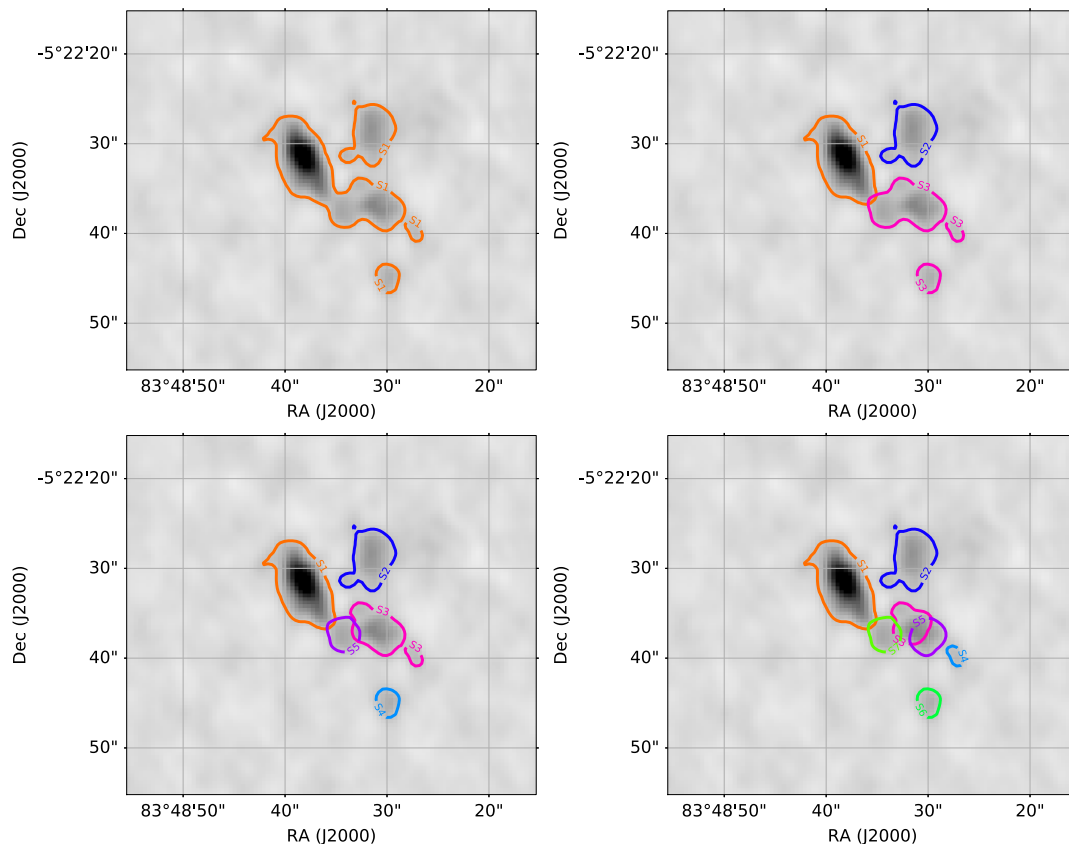 -5°22'20"
30"
40"
50"
Dec (J2000)
83°48'50"
40"
30"
20"
RA (J2000)
S1
S1
S1
S1
S1
-5°22'20"
30"
40"
50"
Dec (J2000)
83°48'50"
40"
30"
20"
RA (J2000)
S1
S2
S3
S3
S3
-5°22'20"
30"
40"
50"
Dec (J2000)
83°48'50"
40"
30"
20"
RA (J2000)
S1
S2
S3
S5
S3
S4
-5°22'20"
30"
40"
50"
Dec (J2000)
83°48'50"
40"
30"
20"
RA (J2000)
S1
S2
S5
S3
S4
S6